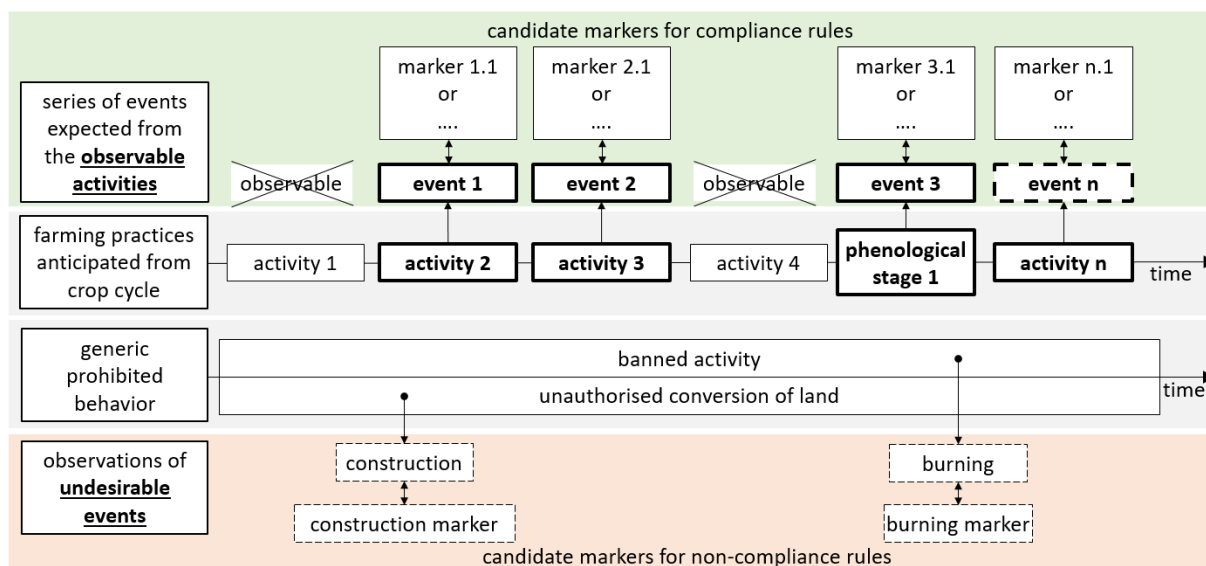 candidate markers for compliance rules
series of events
expected from
the observable
activities
marker 1.1
or
....
marker 2.1
or
....
marker 3.1
or
....
marker n.1
or
....
observable
event 1
event 2
observable
event 3
event n
farming practices
anticipated from
crop cycle
activity 1
activity 2
activity 3
activity 4
phenological
stage 1
activity n
time
generic
prohibited
behavior
banned activity
unauthorised conversion of land
time
observations of
undesirable
events
construction
burning
construction marker
burning marker
candidate markers for non-compliance rules